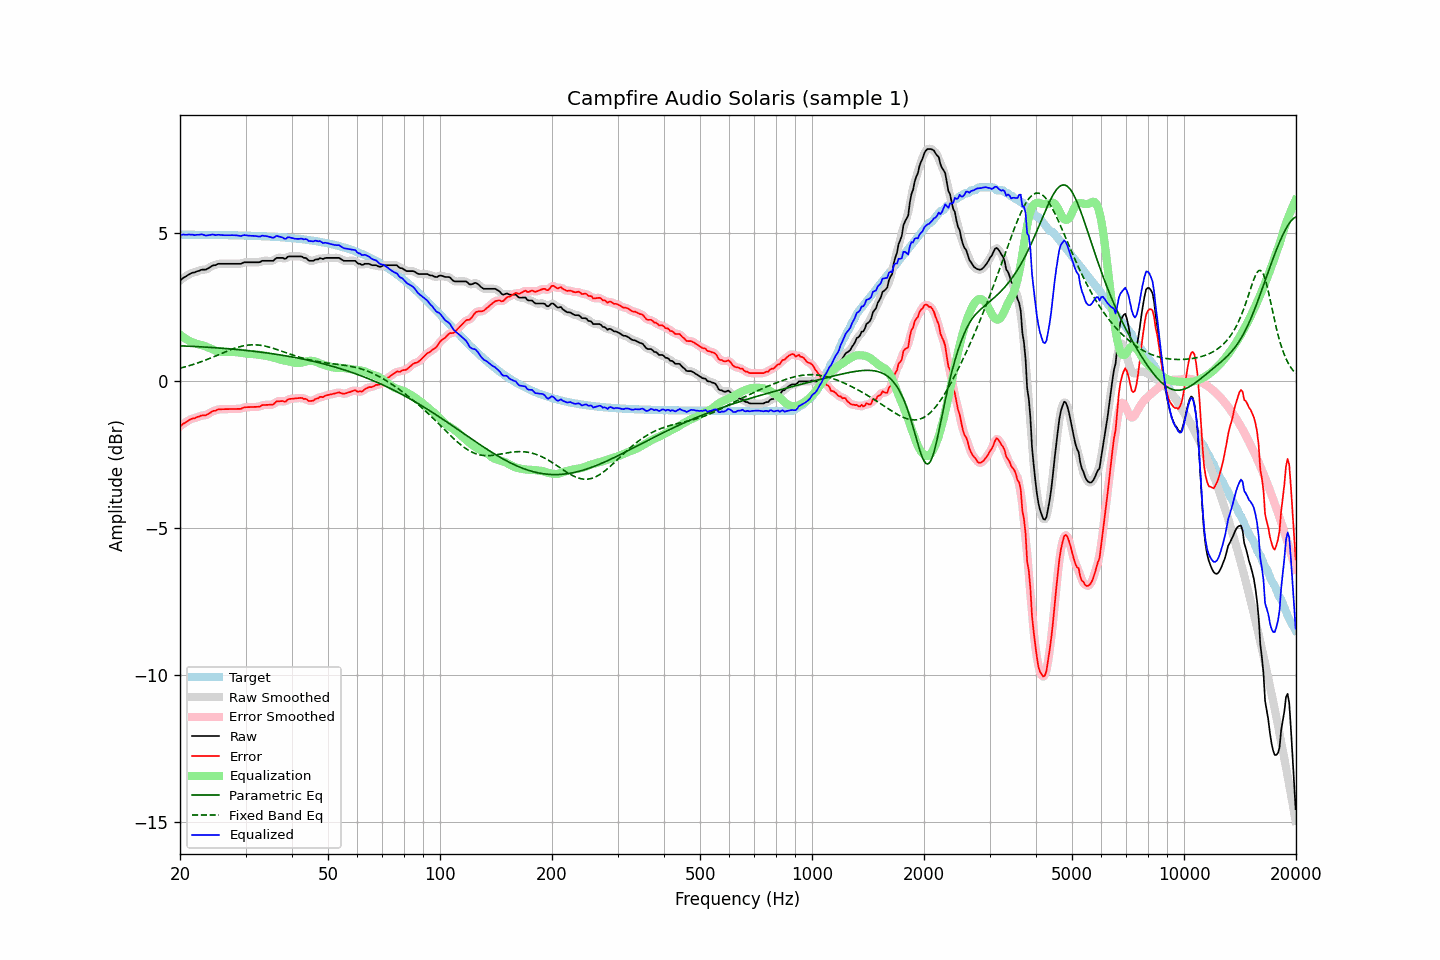 Campfire Audio Solaris (sample 1)
Amplitude (dBr)
5
0
−5
−10
−15
Target
Raw Smoothed
Error Smoothed
Raw
Error
Equalization
Parametric Eq
Fixed Band Eq
Equalized
20 50 100 200 500 1000 2000 5000 10000 20000
Frequency (Hz)